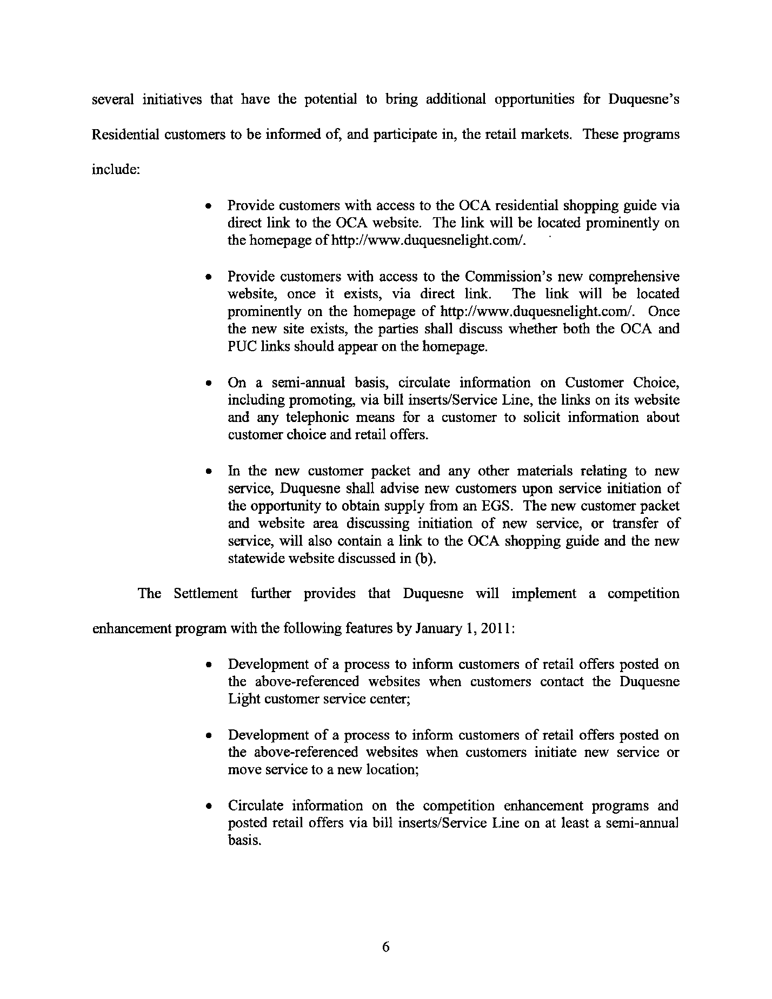 several initiatives that have the potential to bring additional opportunities for Duquesne's
Residential customers to be informed of, and participate in, the retail markets. These programs
include:
• Provide customers with access to the OCA residential shopping guide via
direct link to the OCA website. The link will be located prominently on
the homepage of http://www.duquesnelight.com/.
• Provide customers with access to the Commission's new comprehensive
website, once it exists, via direct link. The link will be located
prominently on the homepage of http://www.duquesnelight.com/. Once
the new site exists, the parties shall discuss whether both the OCA and
PUC links should appear on the homepage.
• On a semi-annual basis, circulate information on Customer Choice,
including promoting, via bill inserts/Service Line, the links on its website
and any telephonic means for a customer to solicit information about
customer choice and retail offers.
• In the new customer packet and any other materials relating to new
service, Duquesne shall advise new customers upon service initiation of
the opportunity to obtain supply from an EGS. The new customer packet
and website area discussing initiation of new service, or transfer of
service, will also contain a link to the OCA shopping guide and the new
statewide website discussed in (b).
The Settlement further provides that Duquesne will implement a competition
enhancement program with the following features by January 1, 2011:
• Development of a process to inform customers of retail offers posted on
the above-referenced websites when customers contact the Duquesne
Light customer service center;
• Development of a process to inform customers of retail offers posted on
the above-referenced websites when customers initiate new service or
move service to a new location;
• Circulate information on the competition enhancement programs and
posted retail offers via bill inserts/Service Line on at least a semi-annual
basis.
6